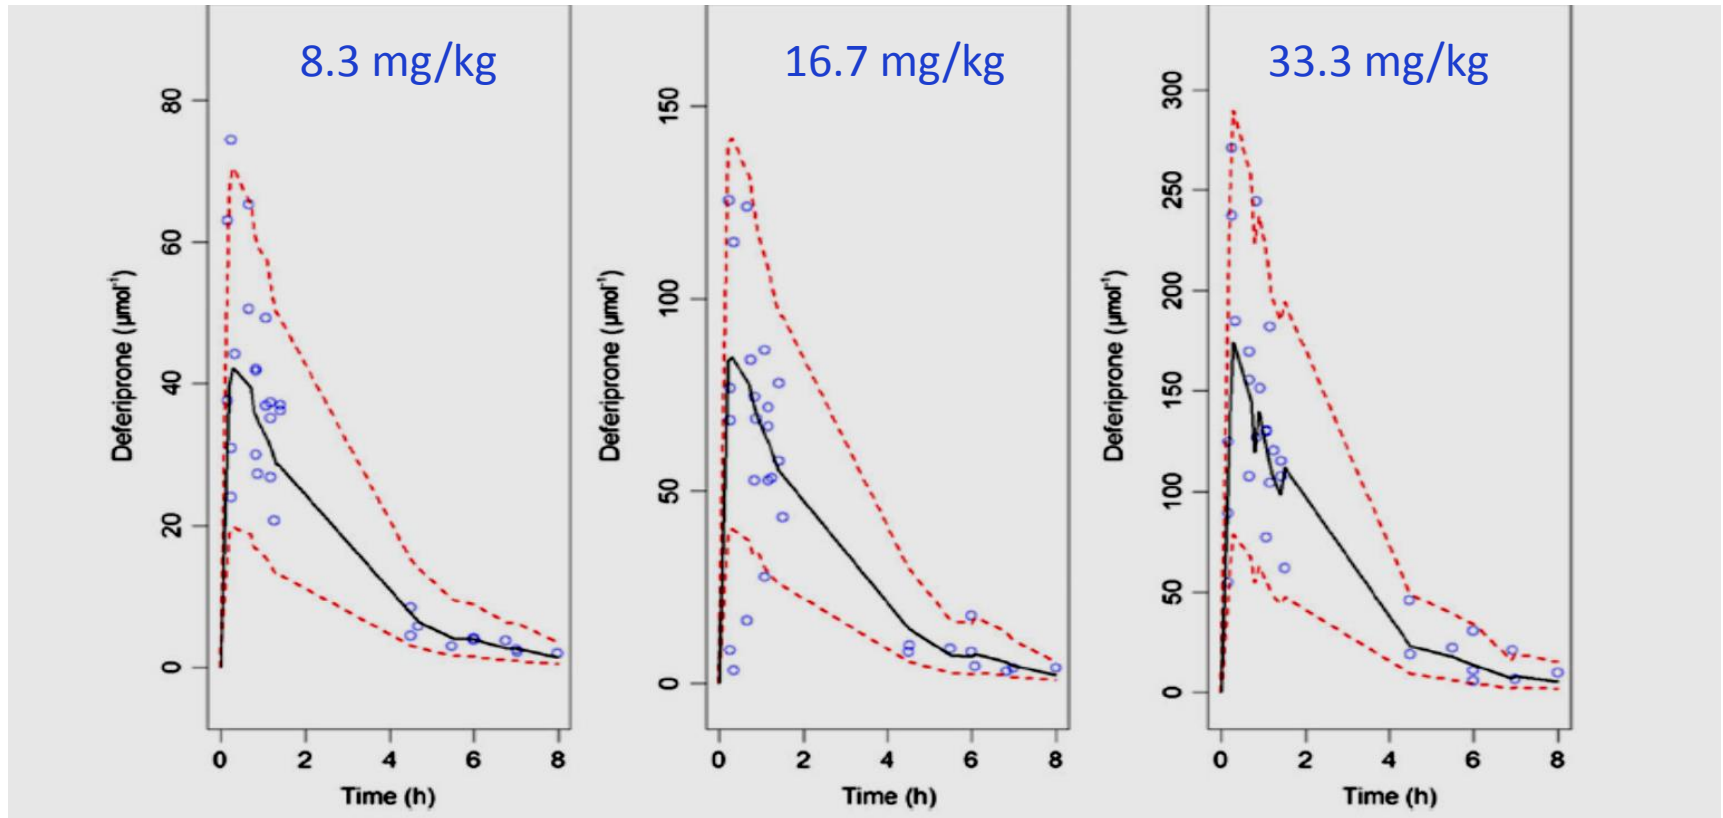 8.3 mg/kg
80
60
40
20
0
Deferiprone (µmol⁻¹)
0 2 4 6 8
Time (h)
16.7 mg/kg
150
100
50
0
Deferiprone (µmol⁻¹)
0 2 4 6 8
Time (h)
33.3 mg/kg
300
250
200
150
100
50
0
Deferiprone (µmol⁻¹)
0 2 4 6 8
Time (h)